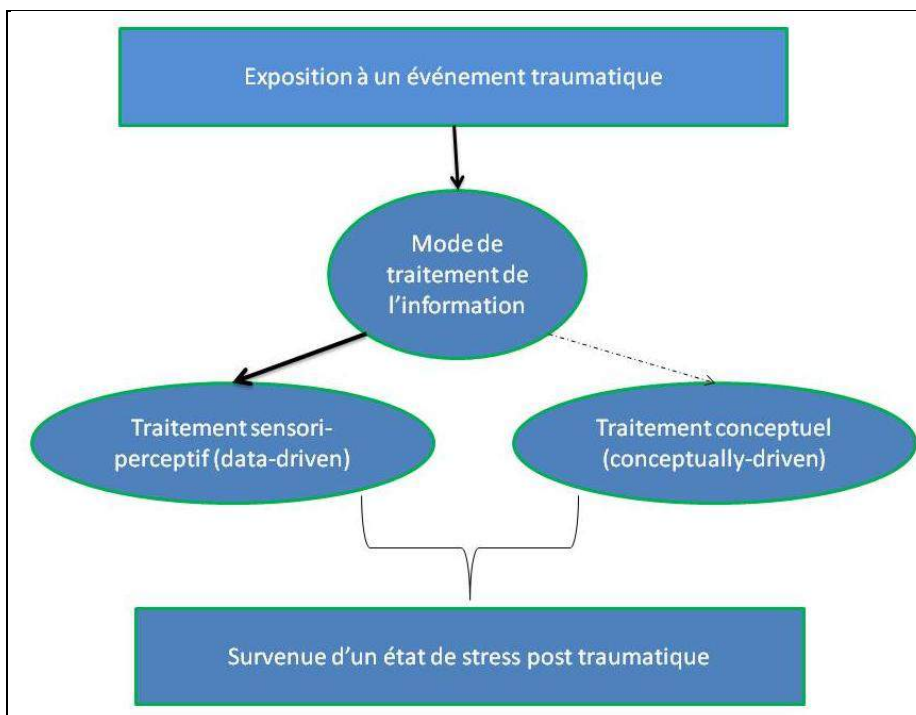 Exposition à un événement traumatique
Mode de
traitement de
l'information
Traitement sensori-
perceptif (data-driven)
Traitement conceptuel
(conceptually-driven)
Survenue d'un état de stress post traumatique